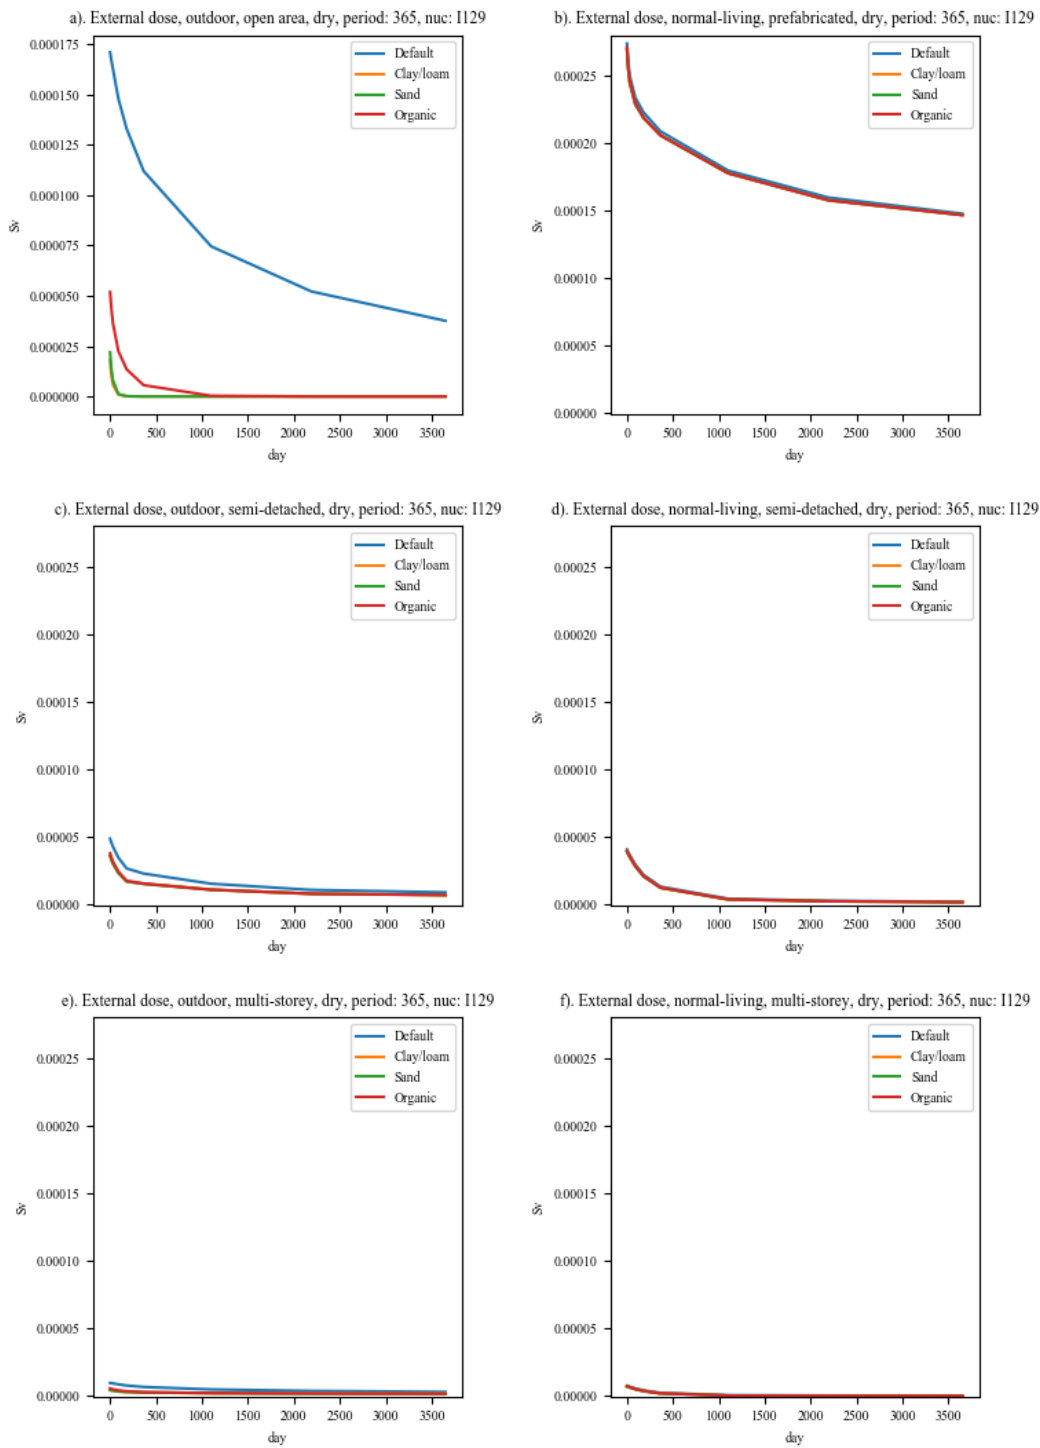 a). External dose, outdoor, open area, dry, period: 365, nuc: I129
0.000175
0.000150
0.000125
0.000100
0.000075
0.000050
0.000025
0.000000
Sv
Default
Clay/loam
Sand
Organic
0 500 1000 1500 2000 2500 3000 3500
day
b). External dose, normal-living, prefabricated, dry, period: 365, nuc: I129
0.00025
0.00020
0.00015
0.00010
0.00005
0.00000
Sv
Default
Clay/loam
Sand
Organic
0 500 1000 1500 2000 2500 3000 3500
day
c). External dose, outdoor, semi-detached, dry, period: 365, nuc: I129
0.00025
0.00020
0.00015
0.00010
0.00005
0.00000
Sv
Default
Clay/loam
Sand
Organic
0 500 1000 1500 2000 2500 3000 3500
day
d). External dose, normal-living, semi-detached, dry, period: 365, nuc: I129
0.00025
0.00020
0.00015
0.00010
0.00005
0.00000
Sv
Default
Clay/loam
Sand
Organic
0 500 1000 1500 2000 2500 3000 3500
day
e). External dose, outdoor, multi-storey, dry, period: 365, nuc: I129
0.00025
0.00020
0.00015
0.00010
0.00005
0.00000
Sv
Default
Clay/loam
Sand
Organic
0 500 1000 1500 2000 2500 3000 3500
day
f). External dose, normal-living, multi-storey, dry, period: 365, nuc: I129
0.00025
0.00020
0.00015
0.00010
0.00005
0.00000
Sv
Default
Clay/loam
Sand
Organic
0 500 1000 1500 2000 2500 3000 3500
day